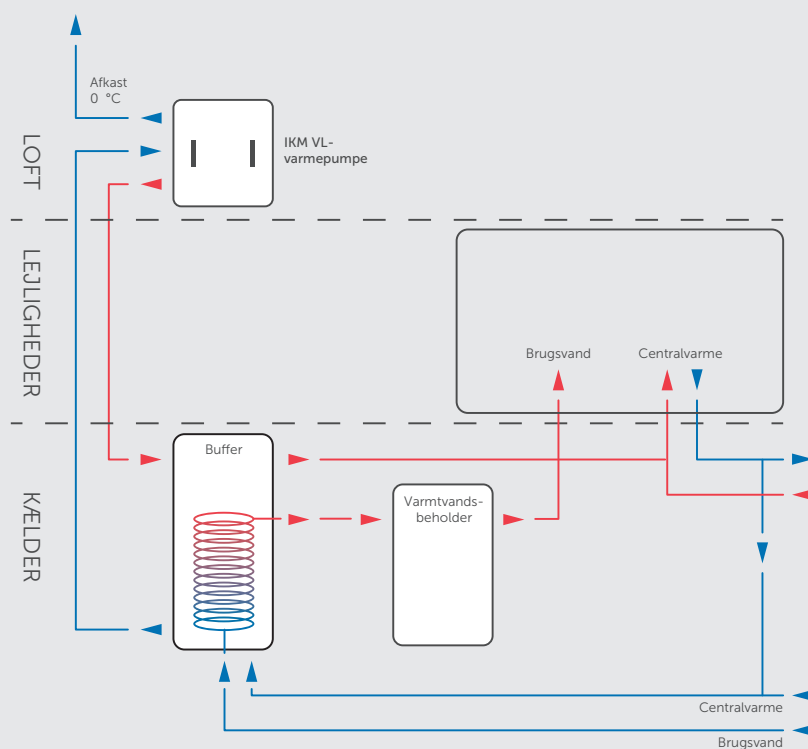 Afkast
0 °C
IKM VL-
varmepumpe
LOFT
LEJLIGHEDER
Brugsvand
Centralvarme
KÆLDER
Buffer
Varmtvands-
beholder
Centralvarme
Brugsvand